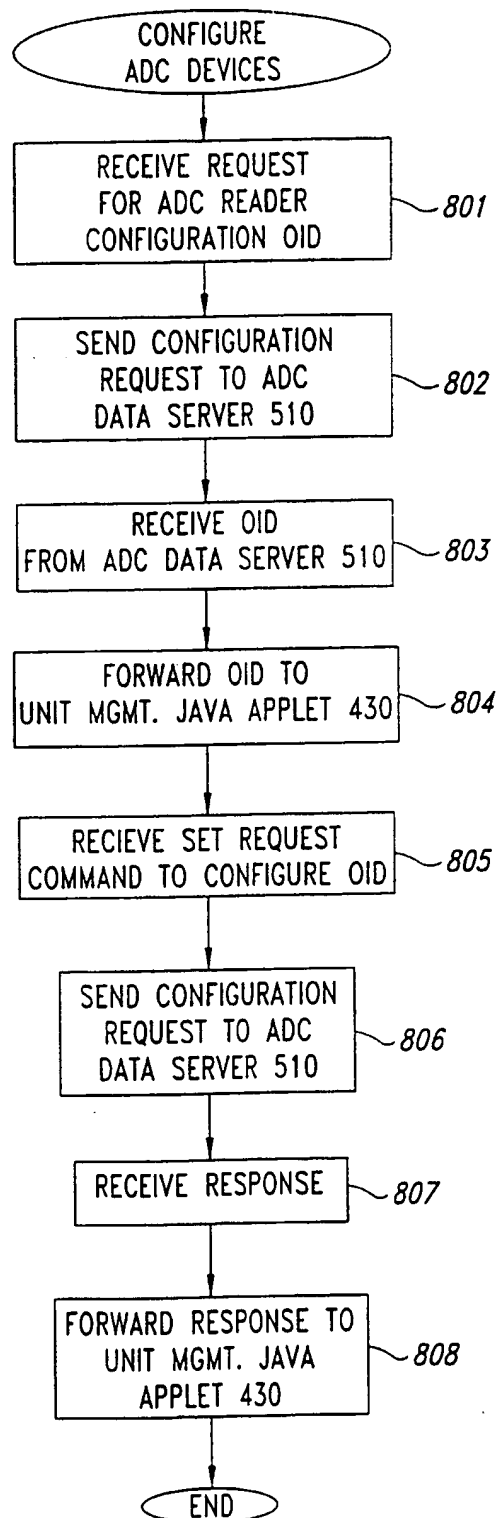 CONFIGURE
ADC DEVICES
RECEIVE REQUEST
FOR ADC READER
CONFIGURATION OID
801
SEND CONFIGURATION
REQUEST TO ADC
DATA SERVER 510
802
RECEIVE OID
FROM ADC DATA SERVER 510
803
FORWARD OID TO
UNIT MGMT. JAVA APPLET 430
804
RECIEVE SET REQUEST
COMMAND TO CONFIGURE OID
805
SEND CONFIGURATION
REQUEST TO ADC
DATA SERVER 510
806
RECEIVE RESPONSE
807
FORWARD RESPONSE TO
UNIT MGMT. JAVA
APPLET 430
808
END